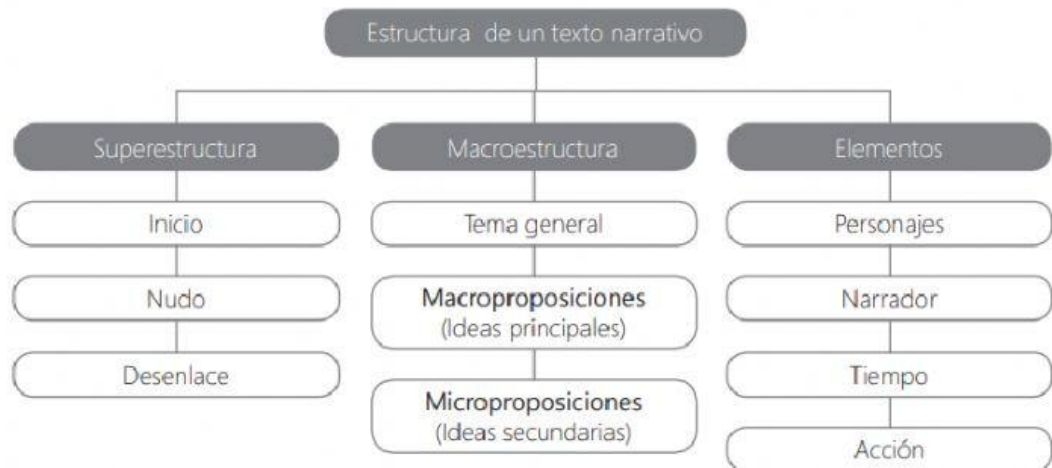 Estructura de un texto narrativo
Superestructura
Inicio
Nudo
Desenlace
Macroestructura
Tema general
Macroproposiciones
(Ideas principales)
Microproposiciones
(Ideas secundarias)
Elementos
Personajes
Narrador
Tiempo
Acción